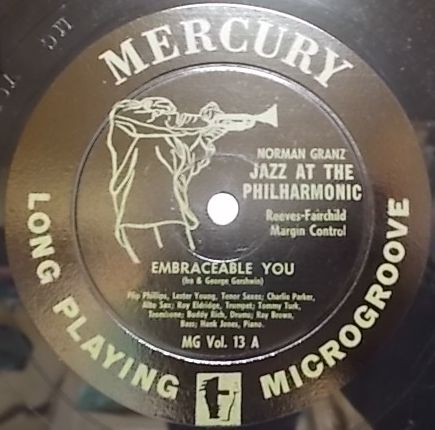 MERCURY
NORMAN GRANZ
JAZZ AT THE
PHILHARMONIC
Reeves-Fairchild
Margin Control
EMBRACEABLE YOU
(Ira & George Gershwin)
Flip Phillips, Lester Young, Tenor Saxes; Charlie Parker,
Alto Sax; Roy Eldridge, Trumpet; Tommy Turk,
Trombone; Buddy Rich, Drums; Ray Brown,
Bass; Hank Jones, Piano.
MG Vol. 13 A
LONG PLAYING MICROGROOVE